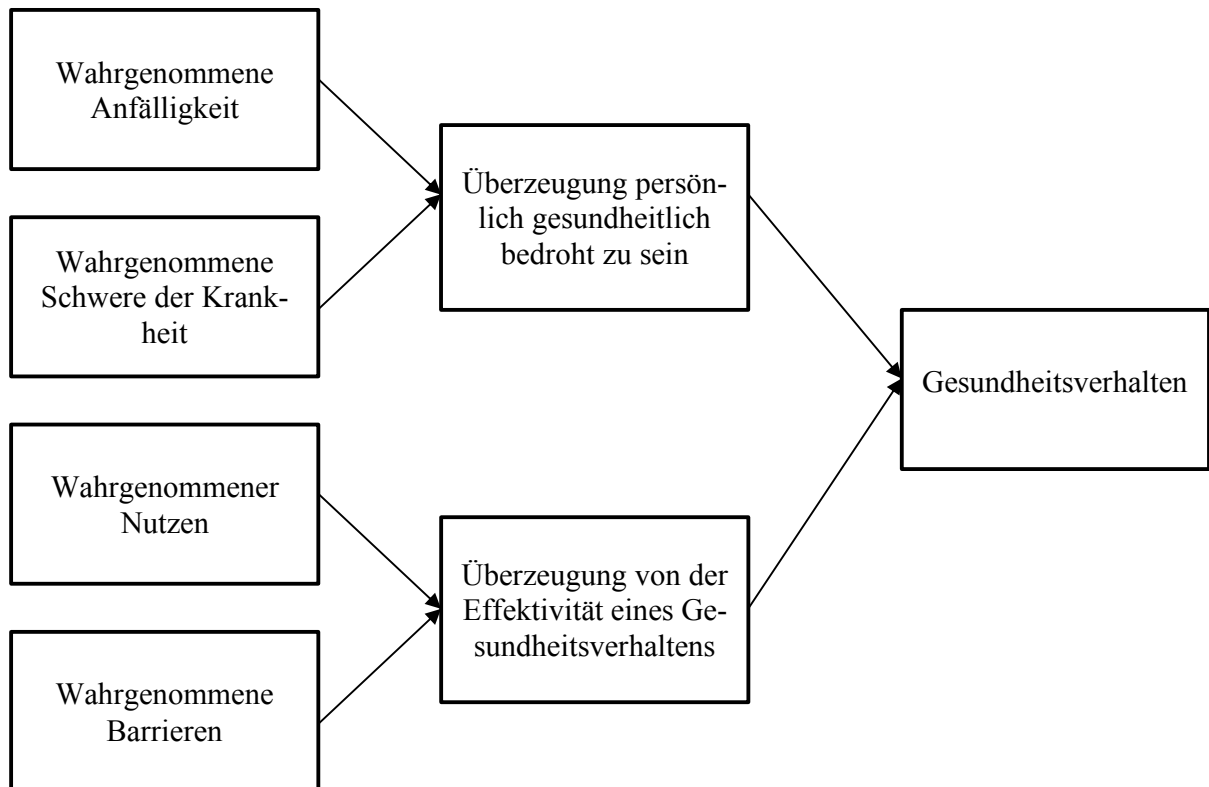 Wahrgenommene
Anfälligkeit
Wahrgenommene
Schwere der Krank-
heit
Wahrgenommener
Nutzen
Wahrgenommene
Barrieren
Überzeugung persön-
lich gesundheitlich
bedroht zu sein
Überzeugung von der
Effektivität eines Ge-
sundheitsverhaltens
Gesundheitsverhalten